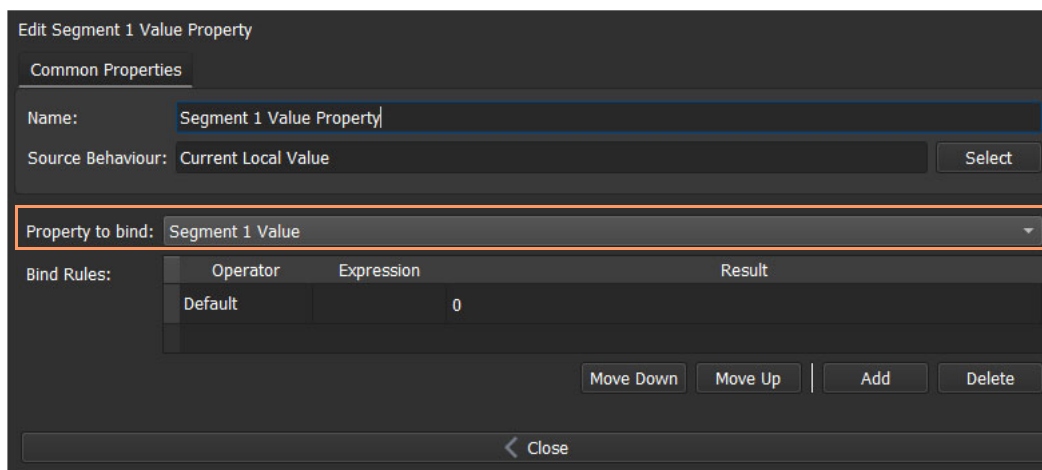 Edit Segment 1 Value Property
Common Properties
Name: Segment 1 Value Property
Source Behaviour: Current Local Value Select
Property to bind: Segment 1 Value
Bind Rules: Operator Expression Result
Default 0
Move Down Move Up Add Delete
Close